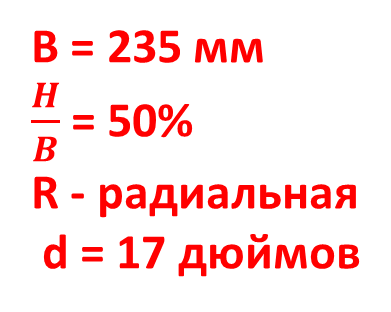 B = 235 мм
H/B = 50%
R - радиальная
d = 17 дюймов